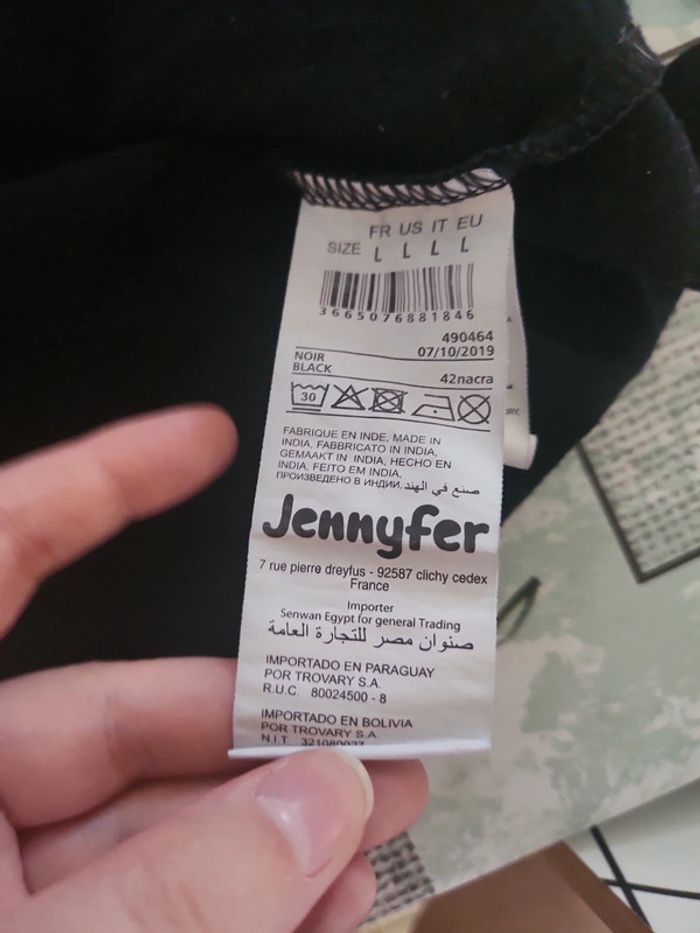 FR US IT EU
SIZE L L L L
3665076881846
490464
07/10/2019
NOIR
BLACK
42nacra
30
FABRIQUE EN INDE, MADE IN
INDIA, FABBRICATO IN INDIA,
GEMAAKT IN INDIA, HECHO EN
INDIA, FEITO EM INDIA,
ПРОИЗВЕДЕНО В ИНДИИ. صنع في الهند
Jennyfer
7 rue pierre dreyfus - 92587 clichy cedex
France
Importer
Senwan Egypt for general Trading
صنوان مصر للتجارة العامة
IMPORTADO EN PARAGUAY
POR TROVARY S.A.
R.U.C. 80024500 - 8
IMPORTADO EN BOLIVIA
POR TROVARY S.A.
N.I.T.